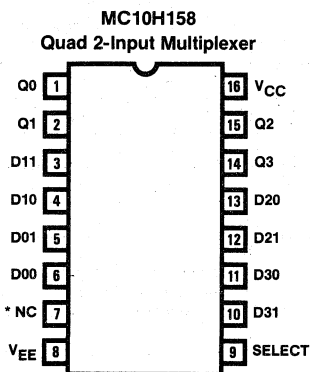 MC10H158
Quad 2-Input Multiplexer
Q0 1 16 VCC
Q1 2 15 Q2
D11 3 14 Q3
D10 4 13 D20
D01 5 12 D21
D00 6 11 D30
* NC 7 10 D31
VEE 8 9 SELECT